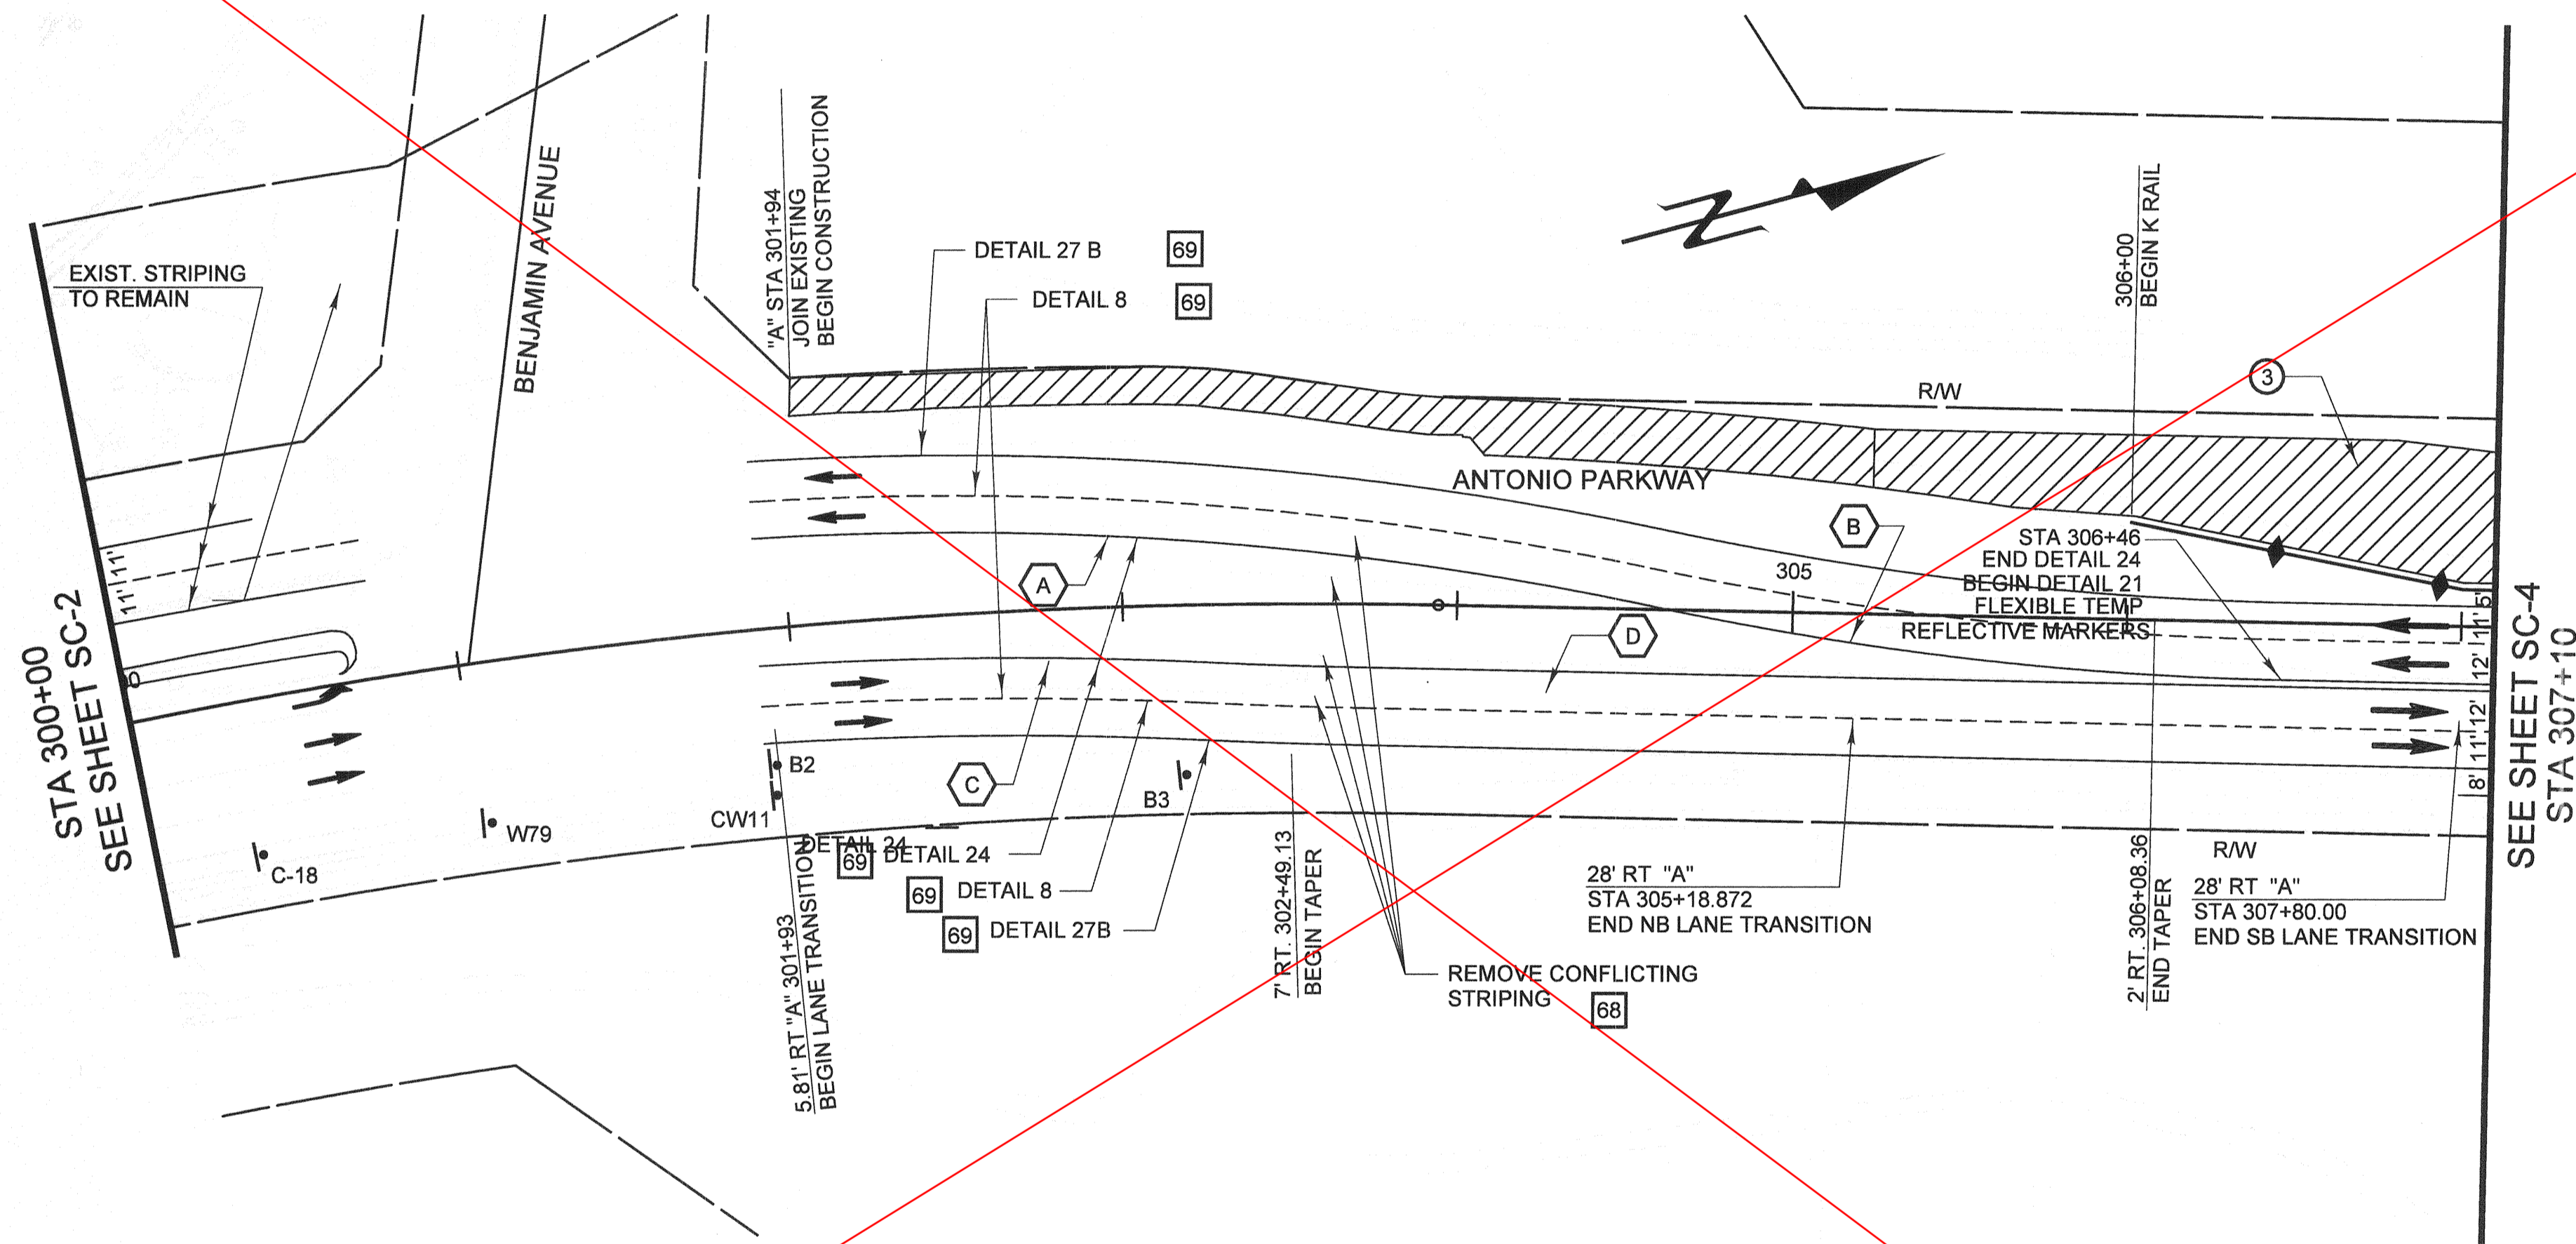 EXIST. STRIPING
TO REMAIN
BENJAMIN AVENUE
"A" STA 301+94
JOIN EXISTING
BEGIN CONSTRUCTION
DETAIL 27 B
69
DETAIL 8
69
306+00
BEGIN K RAIL
3
R/W
ANTONIO PARKWAY
B
STA 306+46
END DETAIL 24
BEGIN DETAIL 21
FLEXIBLE TEMP
REFLECTIVE MARKERS
305
A
D
C
11'
11'
STA 300+00
SEE SHEET SC-2
5'
11'
12'
12'
11'
8'
SEE SHEET SC-4
STA 307+10
B2
CW11
B3
W79
C-18
DETAIL 24
69
DETAIL 24
69
DETAIL 8
69
DETAIL 27B
5.81' RT "A" 301+93
BEGIN LANE TRANSITION
7' RT. 302+49.13
BEGIN TAPER
REMOVE CONFLICTING
STRIPING
68
28' RT "A"
STA 305+18.872
END NB LANE TRANSITION
2' RT. 306+08.36
END TAPER
R/W
28' RT "A"
STA 307+80.00
END SB LANE TRANSITION